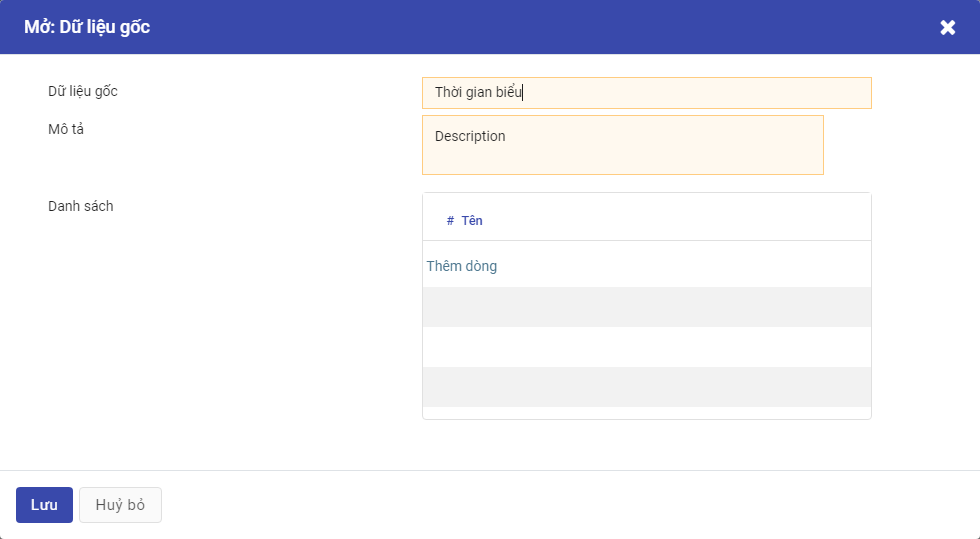 Mở: Dữ liệu gốc
Dữ liệu gốc
Thời gian biểu
Mô tả
Description
Danh sách
# Tên
Thêm dòng
Lưu
Huỷ bỏ